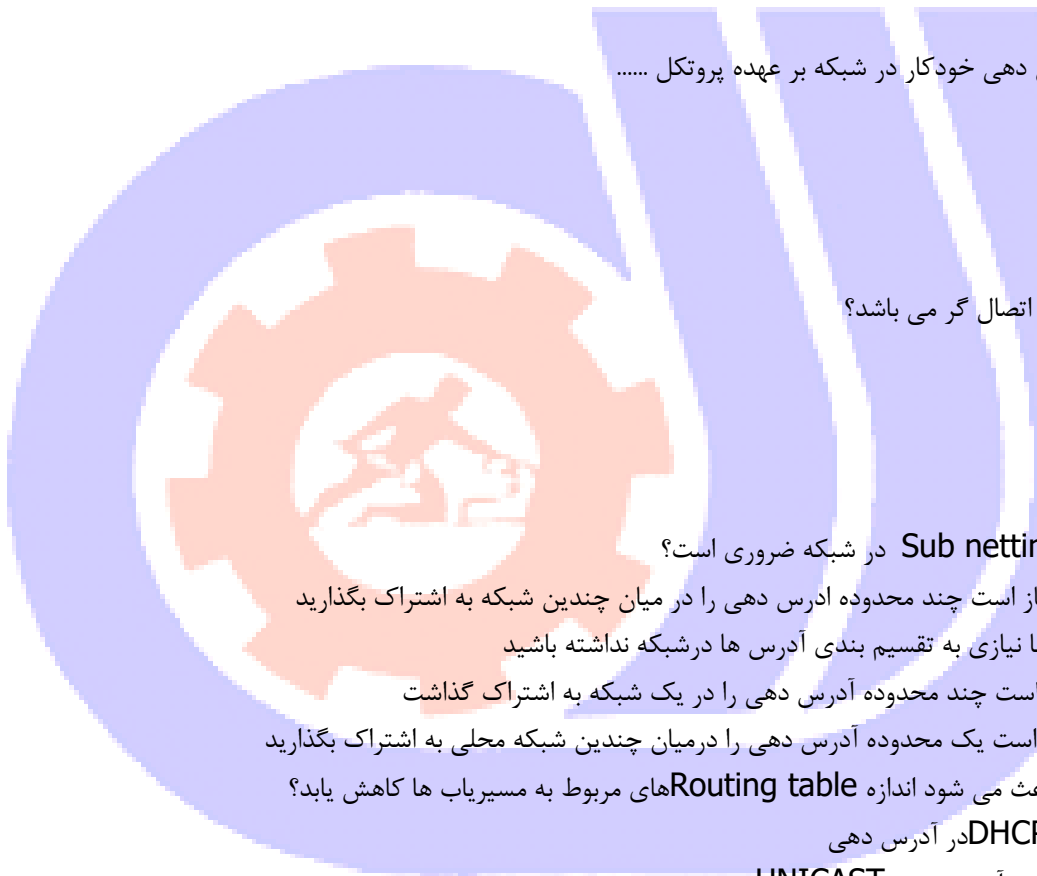 دهی خودکار در شبکه بر عهده پروتکل ......
اتصال گر می باشد؟
Sub nettin در شبکه ضروری است؟
است چند محدوده ادرس دهی را در میان چندین شبکه به اشتراک بگذارید
نیازی به تقسیم بندی آدرس ها درشبکه نداشته باشید
است چند محدوده آدرس دهی را در یک شبکه به اشتراک گذاشت
است یک محدوده آدرس دهی را درمیان چندین شبکه محلی به اشتراک بگذارید
می شود اندازه Routing tableهای مربوط به مسیریاب ها کاهش یابد؟
DHCPدر آدرس دهی